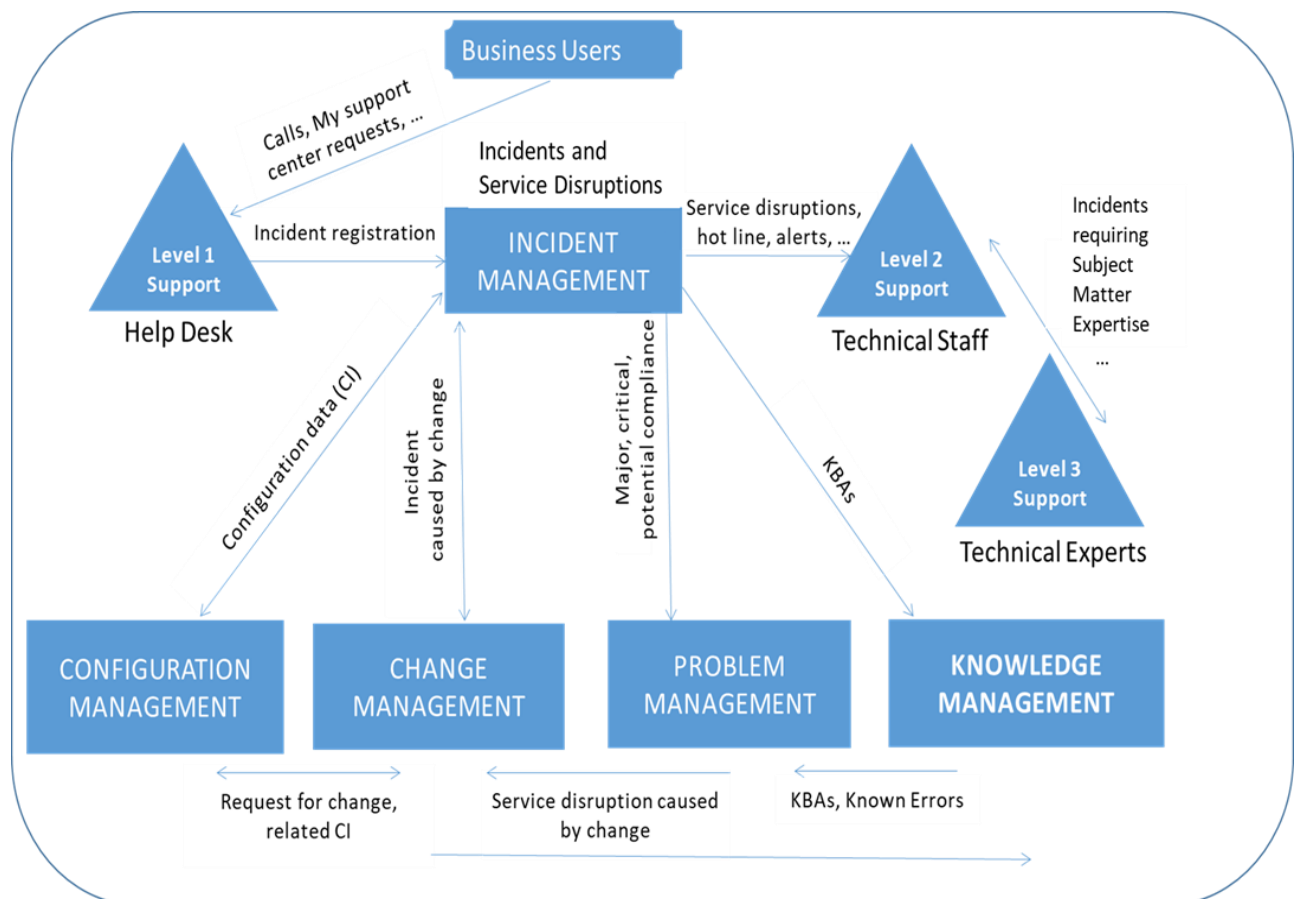 Business Users
Calls, My support
center requests, ...
Incidents and
Service Disruptions
Level 1
Support
Help Desk
Incident registration
INCIDENT
MANAGEMENT
Service disruptions,
hot line, alerts, ...
Level 2
Support
Technical Staff
Incidents
requiring
Subject
Matter
Expertise
...
Level 3
Support
Technical Experts
Configuration data (CI)
Incident
caused by change
Major, critical,
potential compliance
KBAs
CONFIGURATION
MANAGEMENT
CHANGE
MANAGEMENT
PROBLEM
MANAGEMENT
KNOWLEDGE
MANAGEMENT
Request for change,
related CI
Service disruption caused
by change
KBAs, Known Errors